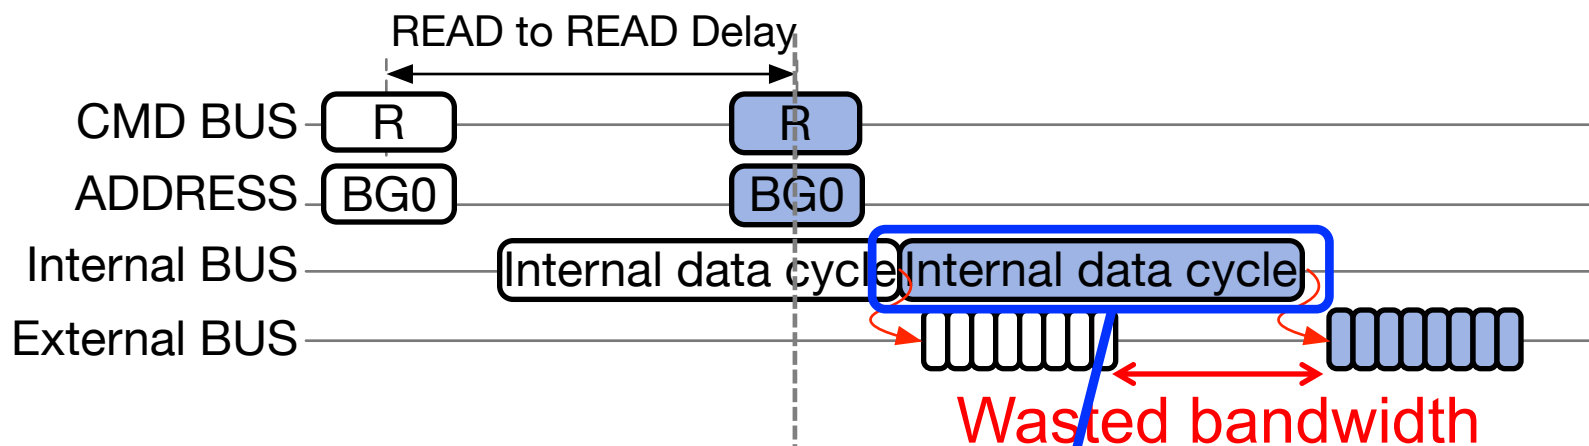 READ to READ Delay
CMD BUS R R
ADDRESS BG0 BG0
Internal BUS Internal data cycle Internal data cycle
External BUS
Wasted bandwidth